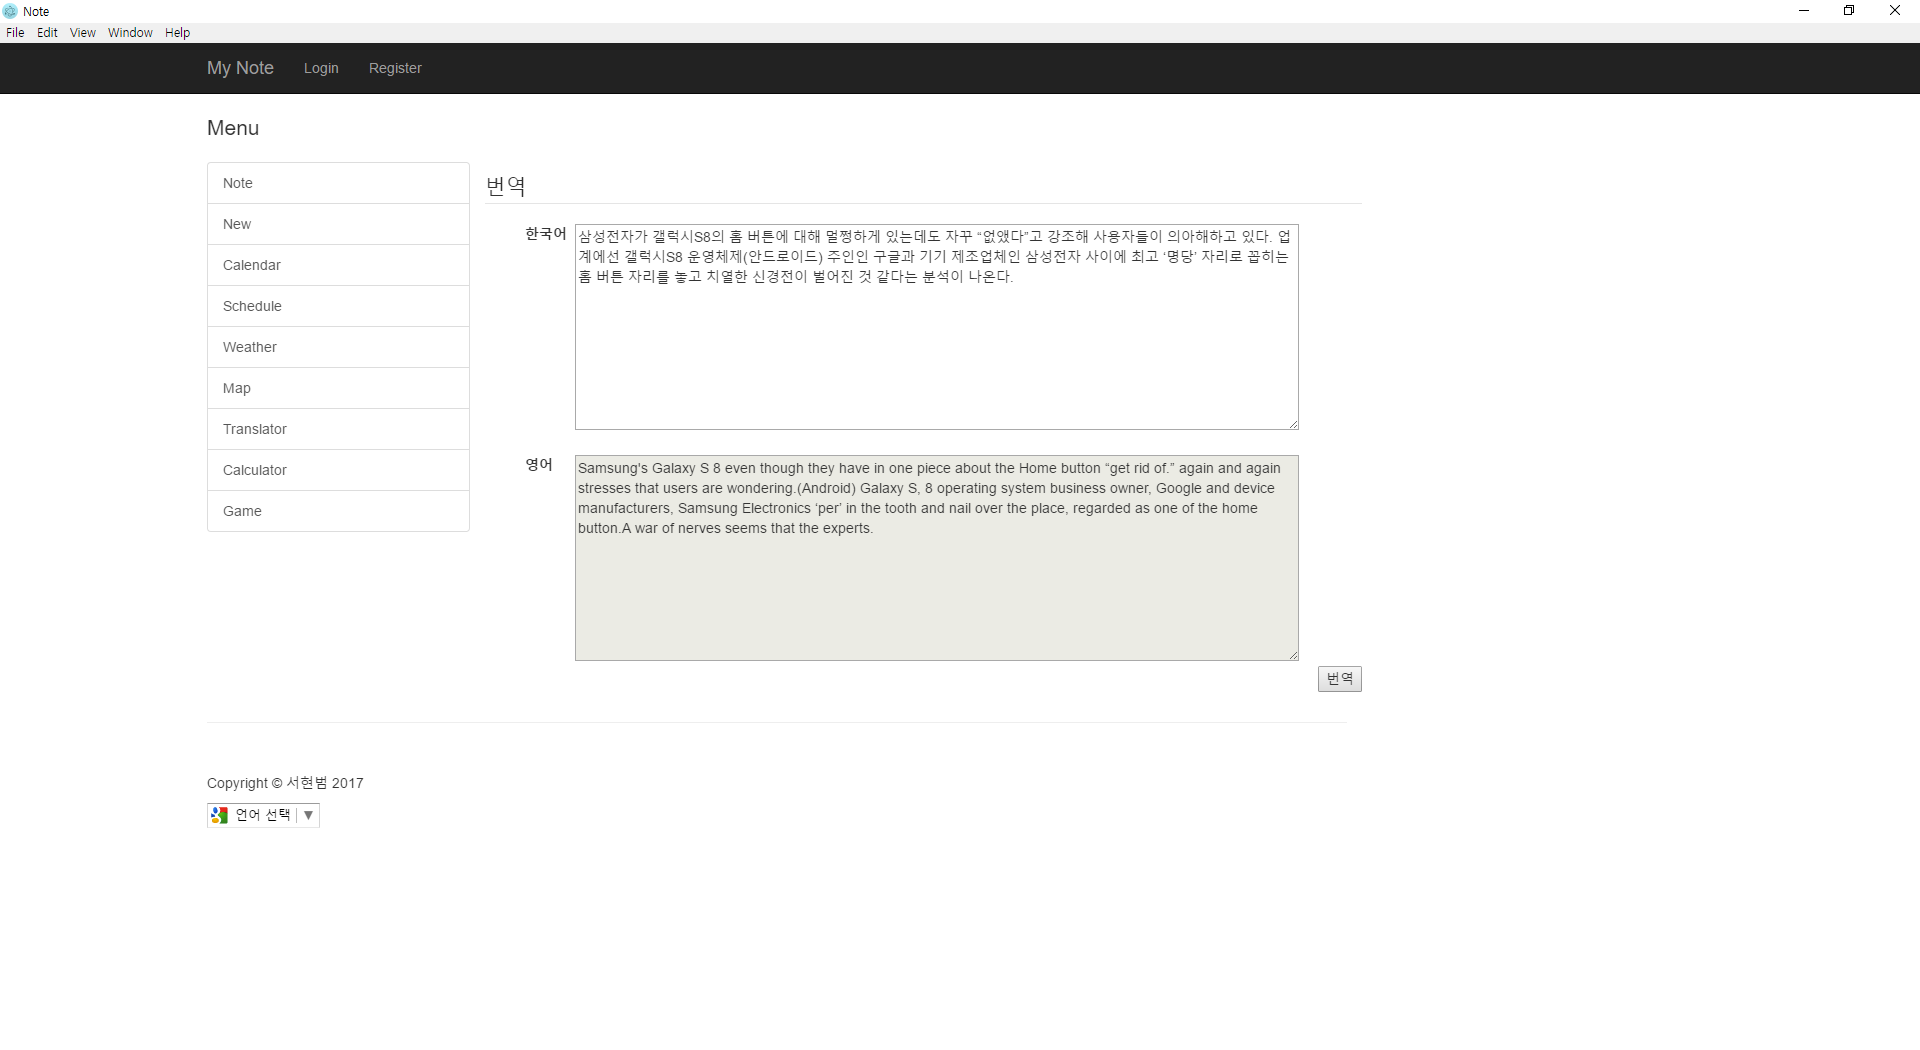 Note
File Edit View Window Help
My Note Login Register
Menu
Note
New
Calendar
Schedule
Weather
Map
Translator
Calculator
Game
번역
한국어
삼성전자가 갤럭시S8의 홈 버튼에 대해 멀쩡하게 있는데도 자꾸 “없앴다”고 강조해 사용자들이 의아해하고 있다. 업
계에선 갤럭시S8 운영체제(안드로이드) 주인인 구글과 기기 제조업체인 삼성전자 사이에 최고 ‘명당’ 자리로 꼽히는
홈 버튼 자리를 놓고 치열한 신경전이 벌어진 것 같다는 분석이 나온다.
영어
Samsung's Galaxy S 8 even though they have in one piece about the Home button “get rid of.” again and again
stresses that users are wondering.(Android) Galaxy S, 8 operating system business owner, Google and device
manufacturers, Samsung Electronics ‘per’ in the tooth and nail over the place, regarded as one of the home
button.A war of nerves seems that the experts.
번역
Copyright © 서현범 2017
언어 선택 ▼